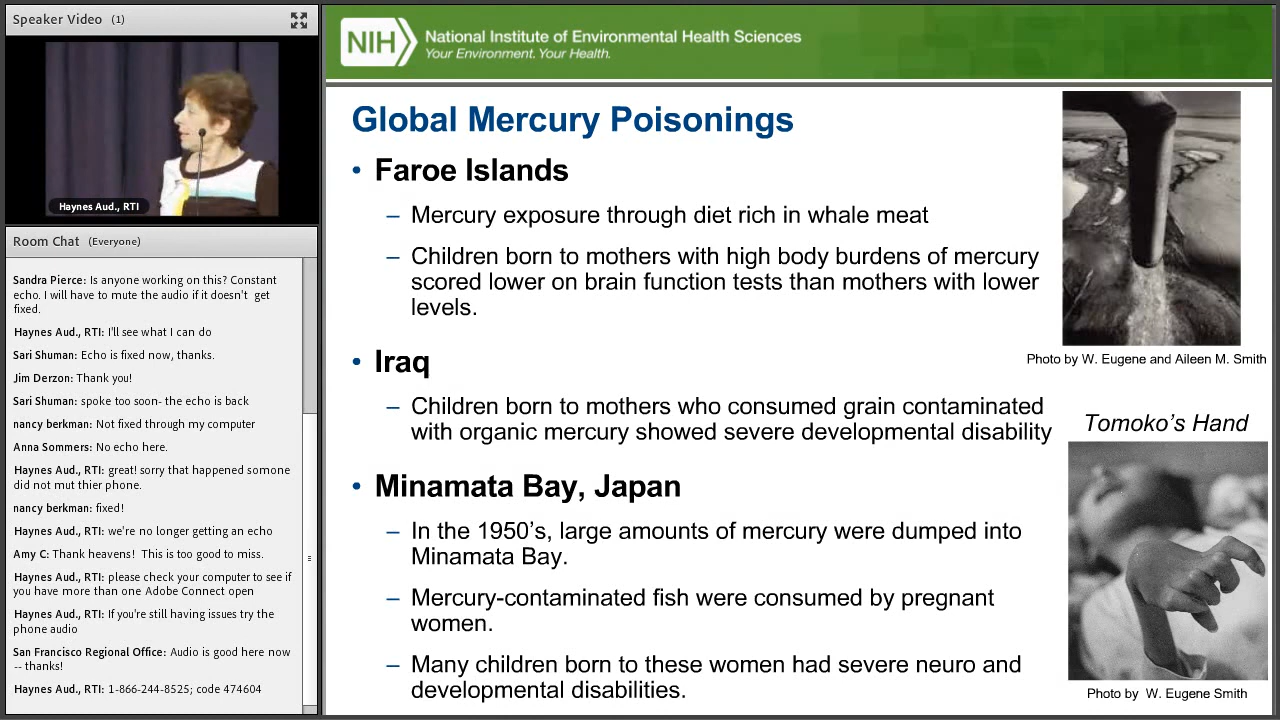 Speaker Video (1)
Haynes Aud., RTI
Room Chat (Everyone)
Sandra Pierce: Is anyone working on this? Constant
echo. I will have to mute the audio if it doesn't get
fixed.
Haynes Aud., RTI: I'll see what I can do
Sari Shuman: Echo is fixed now, thanks.
Jim Derzon: Thank you!
Sari Shuman: spoke too soon- the echo is back
nancy berkman: Not fixed through my computer
Anna Sommers: No echo here.
Haynes Aud., RTI: great! sorry that happened somone
did not mut thier phone.
nancy berkman: fixed!
Haynes Aud., RTI: we're no longer getting an echo
Amy C: Thank heavens! This is too good to miss.
Haynes Aud., RTI: please check your computer to see if
you have more than one Adobe Connect open
Haynes Aud., RTI: If you're still having issues try the
phone audio
San Francisco Regional Office: Audio is good here now
-- thanks!
Haynes Aud., RTI: 1-866-244-8525; code 474604
NIH National Institute of Environmental Health Sciences
Your Environment. Your Health.
Global Mercury Poisonings
• Faroe Islands
– Mercury exposure through diet rich in whale meat
– Children born to mothers with high body burdens of mercury
scored lower on brain function tests than mothers with lower
levels.
• Iraq
– Children born to mothers who consumed grain contaminated
with organic mercury showed severe developmental disability
• Minamata Bay, Japan
– In the 1950's, large amounts of mercury were dumped into
Minamata Bay.
– Mercury-contaminated fish were consumed by pregnant
women.
– Many children born to these women had severe neuro and
developmental disabilities.
Photo by W. Eugene and Aileen M. Smith
Tomoko's Hand
Photo by W. Eugene Smith